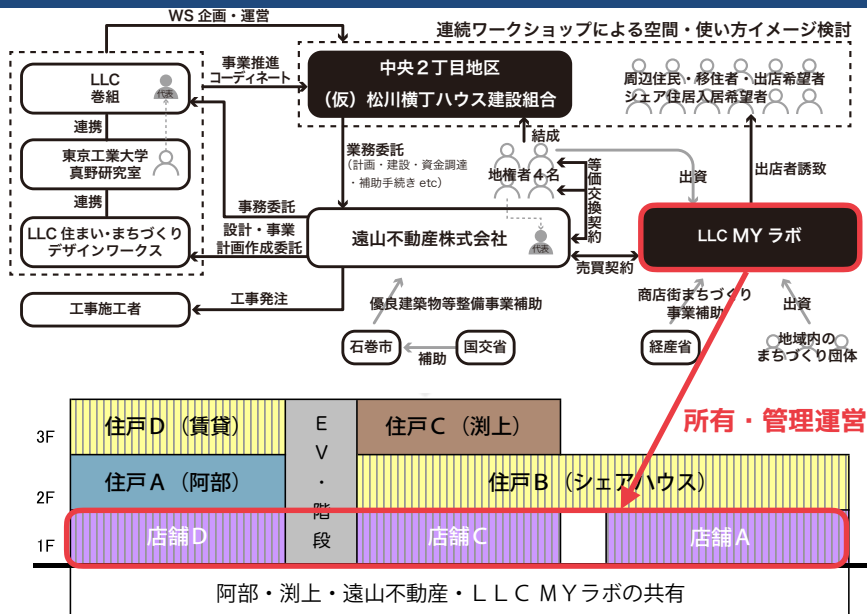 WS 企画・運営
連続ワークショップによる空間・使い方イメージ検討
LLC
巻組
代表
事業推進
コーディネート
中央2丁目地区
（仮）松川横丁ハウス建設組合
周辺住民・移住者・出店希望者
シェア住居入居希望者
連携
東京工業大学
真野研究室
連携
LLC 住まい・まちづくり
デザインワークス
業務委託
（計画・建設・資金調達
・補助手続き etc）
結成
地権者4名
等価交換契約
出資
出店者誘致
事務委託
設計・事業
計画作成委託
遠山不動産株式会社
代表
売買契約
LLC MY ラボ
工事施工者
工事発注
優良建築物等整備事業補助
商店街まちづくり
事業補助
出資
石巻市
補助
国交省
経産省
地域内の
まちづくり団体
所有・管理運営
3F
住戸D（賃貸）
EV・階段
住戸C（渕上）
2F
住戸A（阿部）
住戸B（シェアハウス）
1F
店舗D
店舗C
店舗A
阿部・渕上・遠山不動産・LLC MYラボの共有